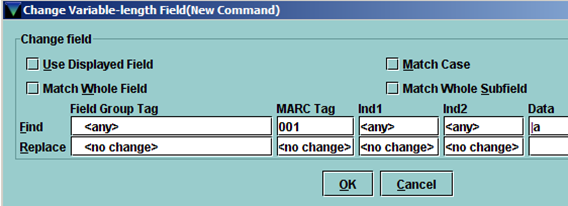 Change Variable-length Field(New Command)
Change field
Use Displayed Field Match Case
Match Whole Field Match Whole Subfield
Field Group Tag MARC Tag Ind1 Ind2 Data
Find <any> 001 <any> <any> |a
Replace <no change> <no change> <no change> <no change>
OK Cancel